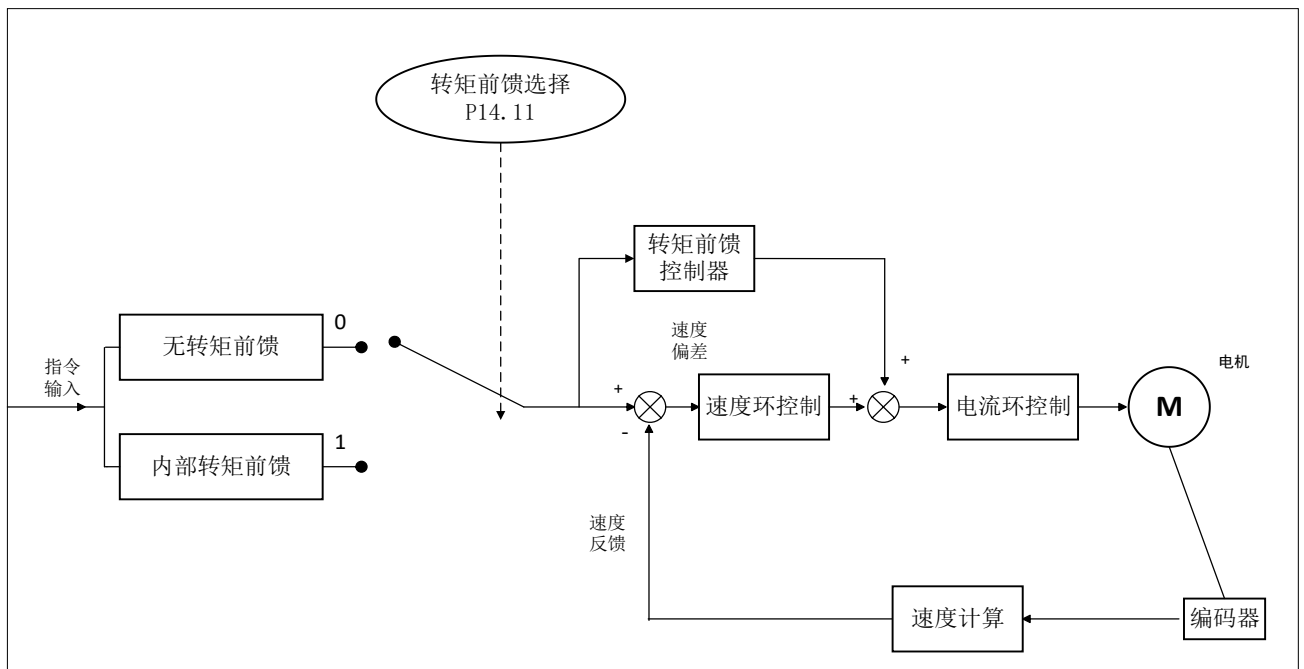 转矩前馈选择
P14.11
转矩前馈
控制器
无转矩前馈
0
指令
输入
内部转矩前馈
1
速度
偏差
+
-
速度环控制
+
+
电流环控制
电机
M
速度
反馈
速度计算
编码器